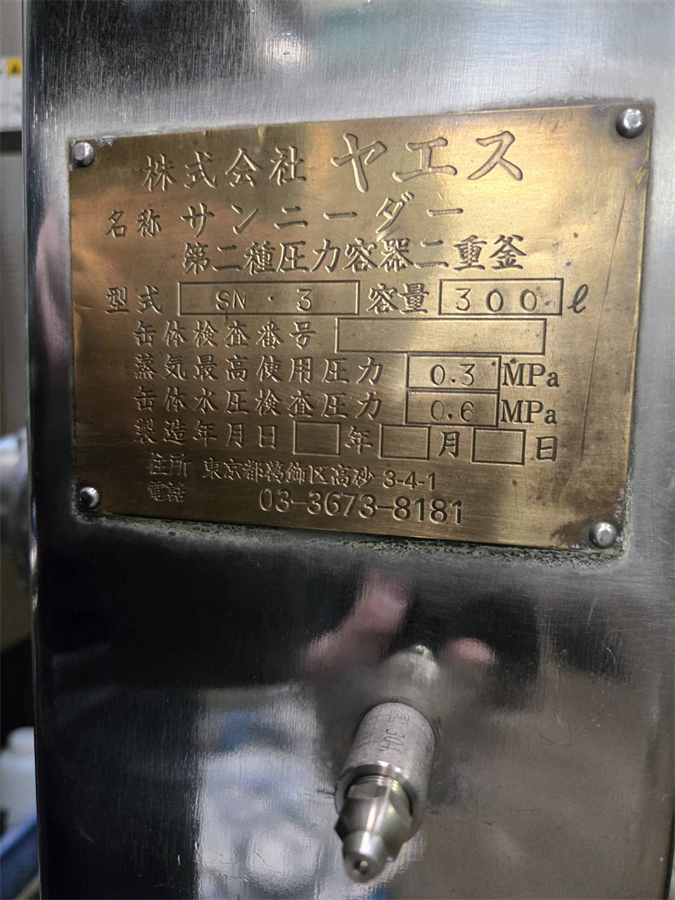 株式会社 ヤエス
名称 サンニーダー
第二種圧力容器二重釜
型式 SN・3 容量 300ℓ
缶体検査番号
蒸気最高使用圧力 0.3 MPa
缶体水圧検査圧力 0.6 MPa
製造年月日 年 月 日
住所 東京都葛飾区高砂 3-4-1
電話 03-3673-8181